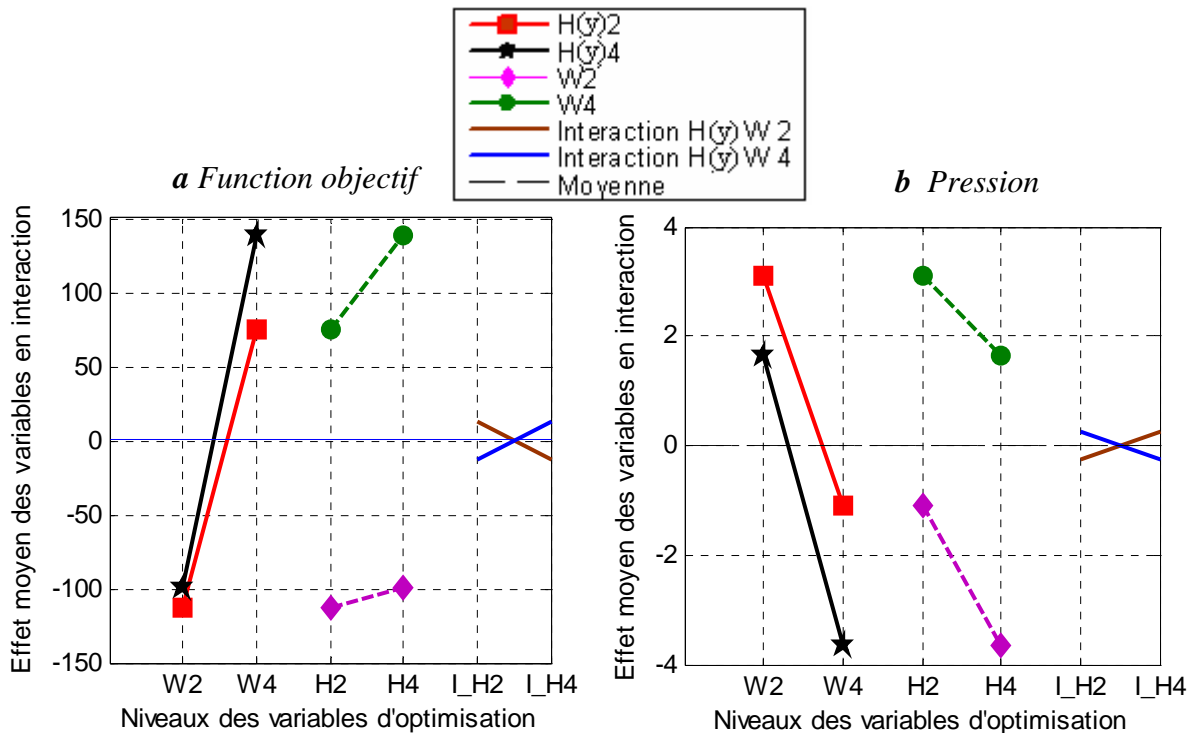 H(y)2
H(y)4
W2
W4
Interaction H(y) W 2
Interaction H(y) W 4
Moyenne
a Function objectif
b Pression
Effet moyen des variables en interaction
150
100
50
0
-50
-100
-150
W2 W4 H2 H4 I_H2 I_H4
Niveaux des variables d'optimisation
Effet moyen des variables en interaction
4
2
0
-2
-4
W2 W4 H2 H4 I_H2 I_H4
Niveaux des variables d'optimisation